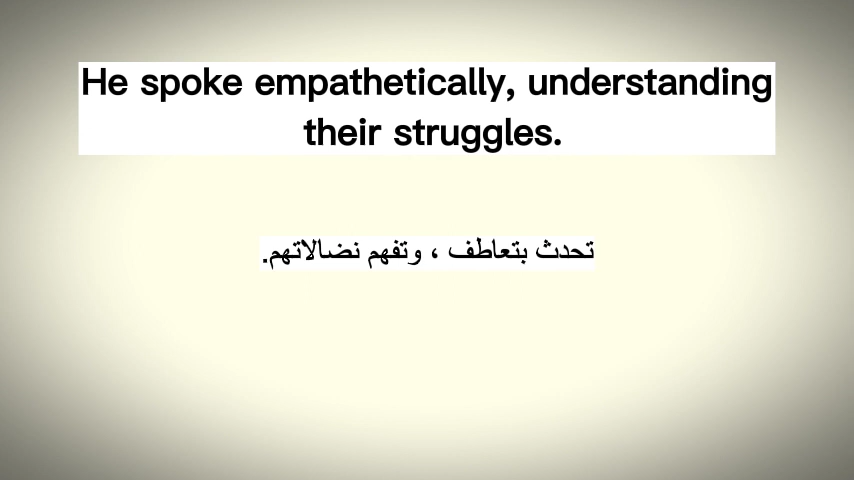 He spoke empathetically, understanding
their struggles.
تحدث بتعاطف ، وتفهم نضالاتهم.